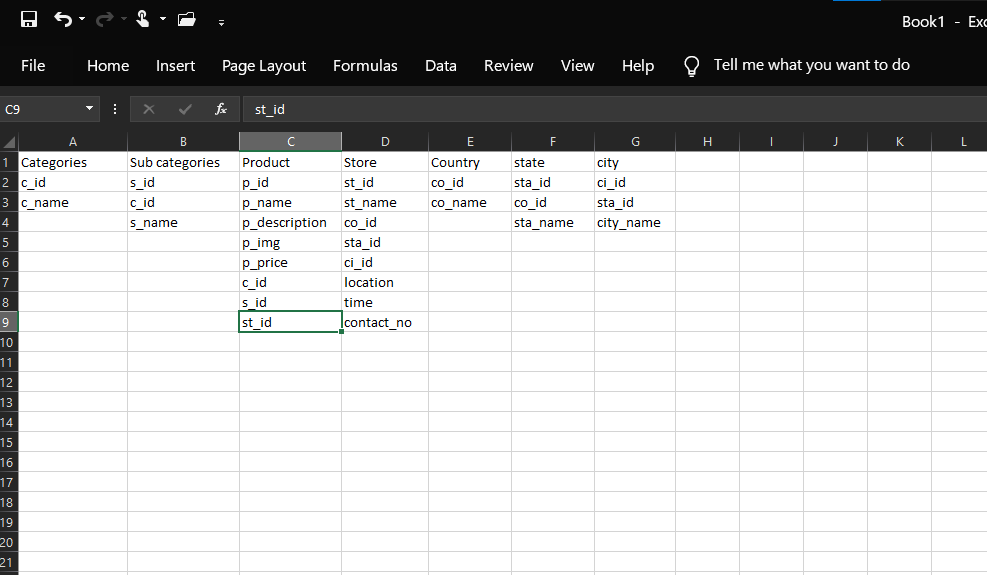 Book1 - Exc
File Home Insert Page Layout Formulas Data Review View Help Tell me what you want to do
C9 fx st_id
A B C D E F G H I J K L
1 Categories Sub categories Product Store Country state city
2 c_id s_id p_id st_id co_id sta_id ci_id
3 c_name c_id p_name st_name co_name co_id sta_id
4 s_name p_description co_id sta_name city_name
5 p_img sta_id
6 p_price ci_id
7 c_id location
8 s_id time
9 st_id contact_no
10
11
12
13
14
15
16
17
18
19
20
21